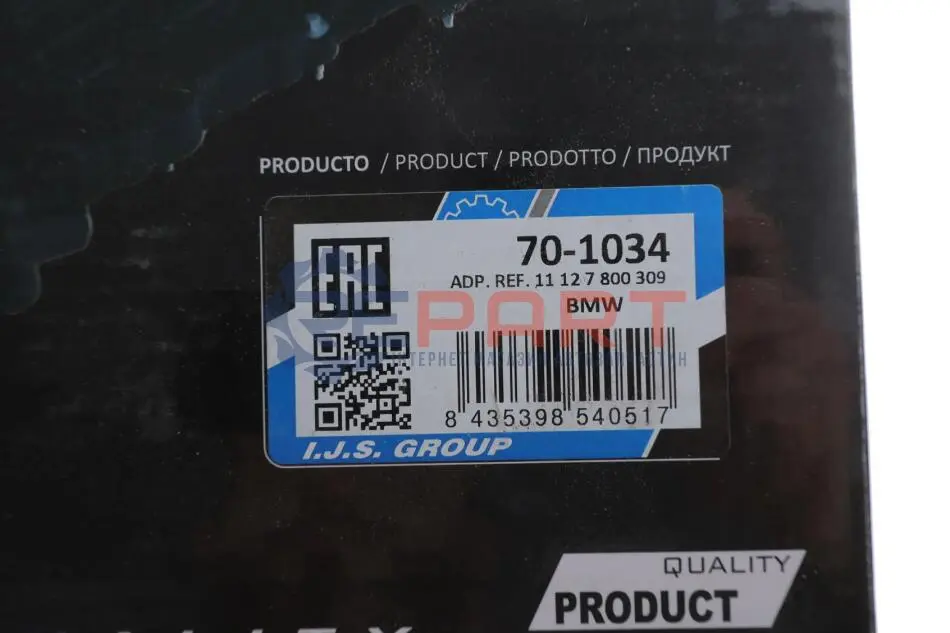 PRODUCTO / PRODUCT / PRODOTTO / ПРОДУКТ
70-1034
ADP. REF. 11 12 7 800 309
BMW
EAC
PART
8 435398 540517
I.J.S. GROUP
QUALITY
PRODUCT